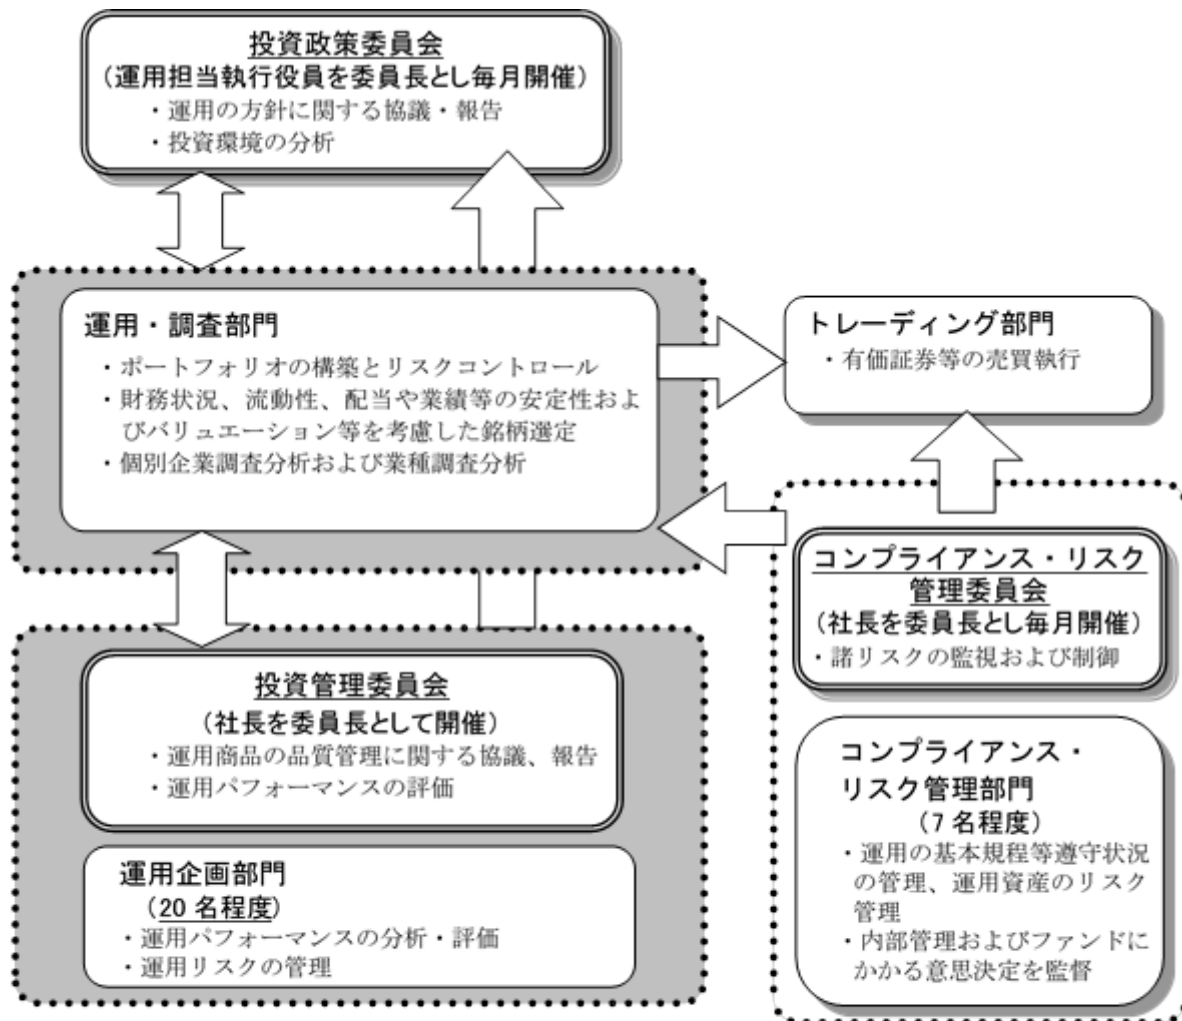 投資政策委員会
(運用担当執行役員を委員長とし毎月開催)
・運用の方針に関する協議・報告
・投資環境の分析
運用・調査部門
・ポートフォリオの構築とリスクコントロール
・財務状況、流動性、配当や業績等の安定性およ
びバリュエーション等を考慮した銘柄選定
・個別企業調査分析および業種調査分析
トレーディング部門
・有価証券等の売買執行
コンプライアンス・リスク
管理委員会
(社長を委員長とし毎月開催)
・諸リスクの監視および制御
投資管理委員会
(社長を委員長として開催)
・運用商品の品質管理に関する協議、報告
・運用パフォーマンスの評価
運用企画部門
(20 名程度)
・運用パフォーマンスの分析・評価
・運用リスクの管理
コンプライアンス・
リスク管理部門
(7 名程度)
・運用の基本規程等遵守状況
の管理、運用資産のリスク
管理
・内部管理およびファンドに
かかる意思決定を監督